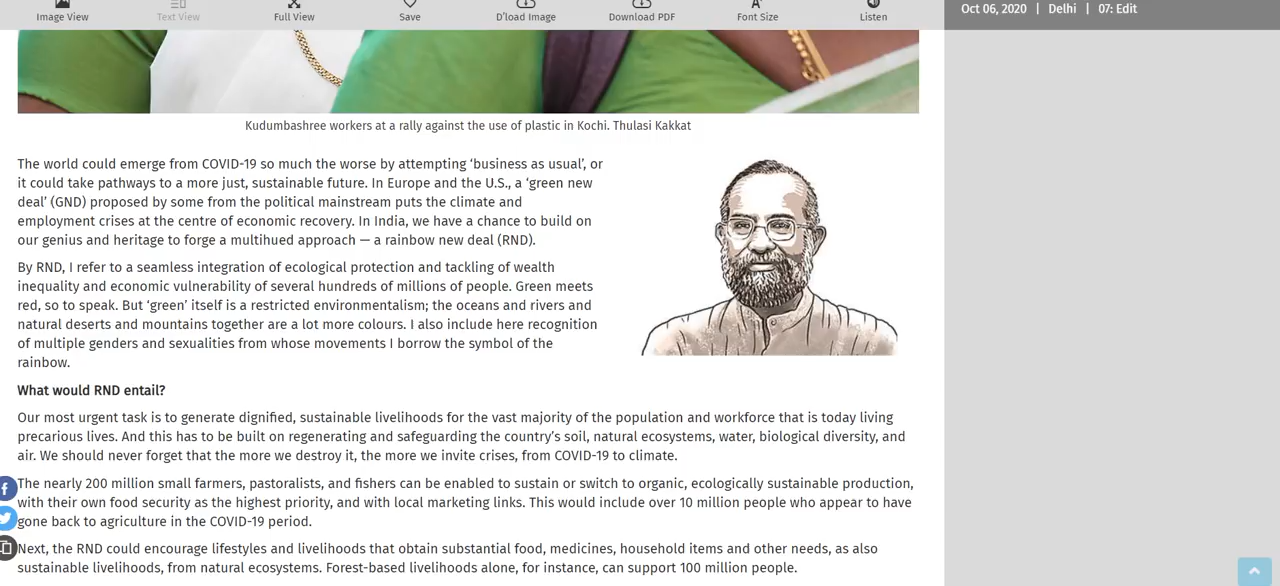 Image View
Text View
Full View
Save
D'load Image
Download PDF
Font Size
Listen
Oct 06, 2020 | Delhi | 07: Edit
Kudumbashree workers at a rally against the use of plastic in Kochi. Thulasi Kakkat
The world could emerge from COVID-19 so much the worse by attempting ‘business as usual’, or
it could take pathways to a more just, sustainable future. In Europe and the U.S., a ‘green new
deal’ (GND) proposed by some from the political mainstream puts the climate and
employment crises at the centre of economic recovery. In India, we have a chance to build on
our genius and heritage to forge a multihued approach — a rainbow new deal (RND).
By RND, I refer to a seamless integration of ecological protection and tackling of wealth
inequality and economic vulnerability of several hundreds of millions of people. Green meets
red, so to speak. But ‘green’ itself is a restricted environmentalism; the oceans and rivers and
natural deserts and mountains together are a lot more colours. I also include here recognition
of multiple genders and sexualities from whose movements I borrow the symbol of the
rainbow.
What would RND entail?
Our most urgent task is to generate dignified, sustainable livelihoods for the vast majority of the population and workforce that is today living
precarious lives. And this has to be built on regenerating and safeguarding the country’s soil, natural ecosystems, water, biological diversity, and
air. We should never forget that the more we destroy it, the more we invite crises, from COVID-19 to climate.
The nearly 200 million small farmers, pastoralists, and fishers can be enabled to sustain or switch to organic, ecologically sustainable production,
with their own food security as the highest priority, and with local marketing links. This would include over 10 million people who appear to have
gone back to agriculture in the COVID-19 period.
Next, the RND could encourage lifestyles and livelihoods that obtain substantial food, medicines, household items and other needs, as also
sustainable livelihoods, from natural ecosystems. Forest-based livelihoods alone, for instance, can support 100 million people.